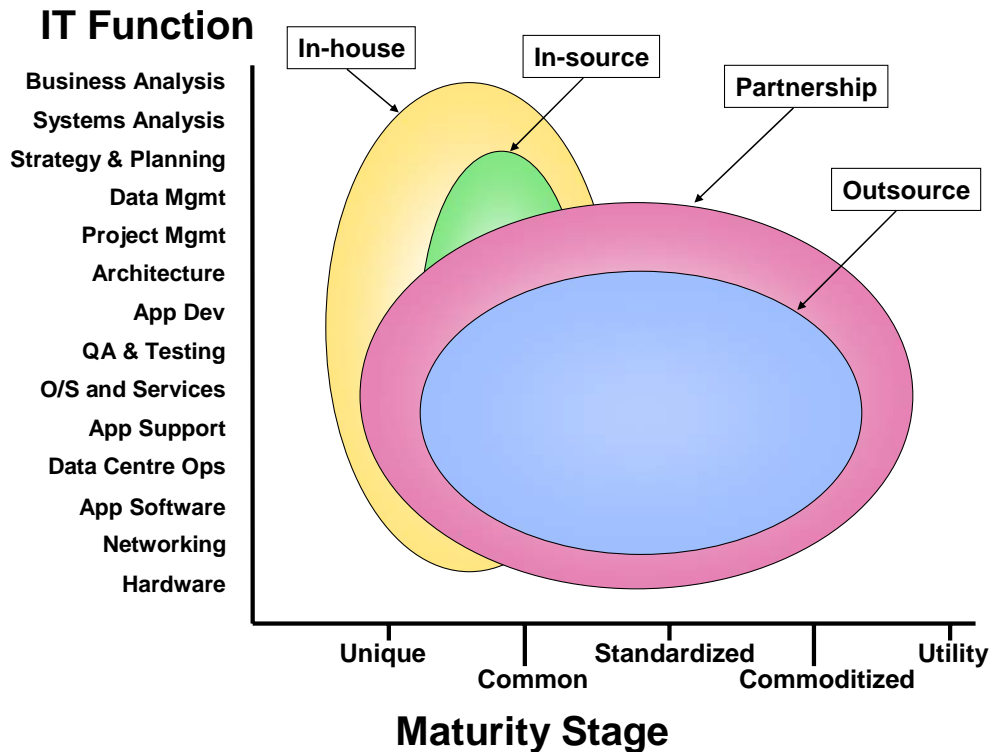 IT Function
In-house
In-source
Partnership
Outsource
Business Analysis
Systems Analysis
Strategy & Planning
Data Mgmt
Project Mgmt
Architecture
App Dev
QA & Testing
O/S and Services
App Support
Data Centre Ops
App Software
Networking
Hardware
Unique
Common
Standardized
Commoditized
Utility
Maturity Stage